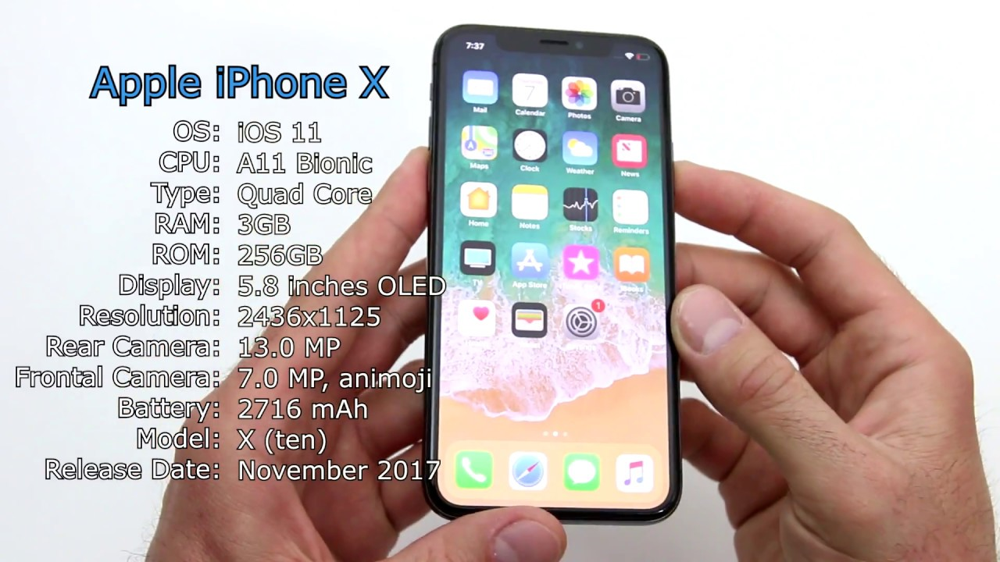 Apple iPhone X
OS: iOS 11
CPU: A11 Bionic
Type: Quad Core
RAM: 3GB
ROM: 256GB
Display: 5.8 inches OLED
Resolution: 2436x1125
Rear Camera: 13.0 MP
Frontal Camera: 7.0 MP, animoji
Battery: 2716 mAh
Model: X (ten)
Release Date: November 2017
7:37
7
Mail Calendar Photos Camera
Maps Clock Weather News
Home Notes Stocks Reminders
TV App Store
1